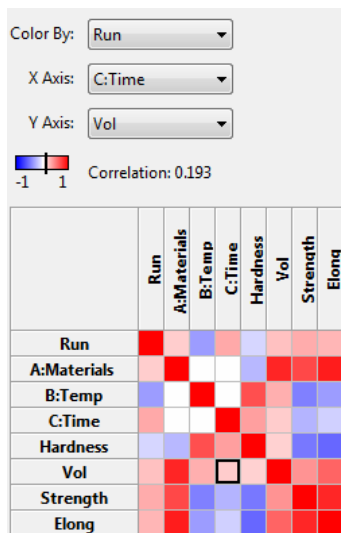 Color By: Run
X Axis: C:Time
Y Axis: Vol
-1 1 Correlation: 0.193
Run A:Materials B:Temp C:Time Hardness Vol Strength Elong
Run
A:Materials
B:Temp
C:Time
Hardness
Vol
Strength
Elong